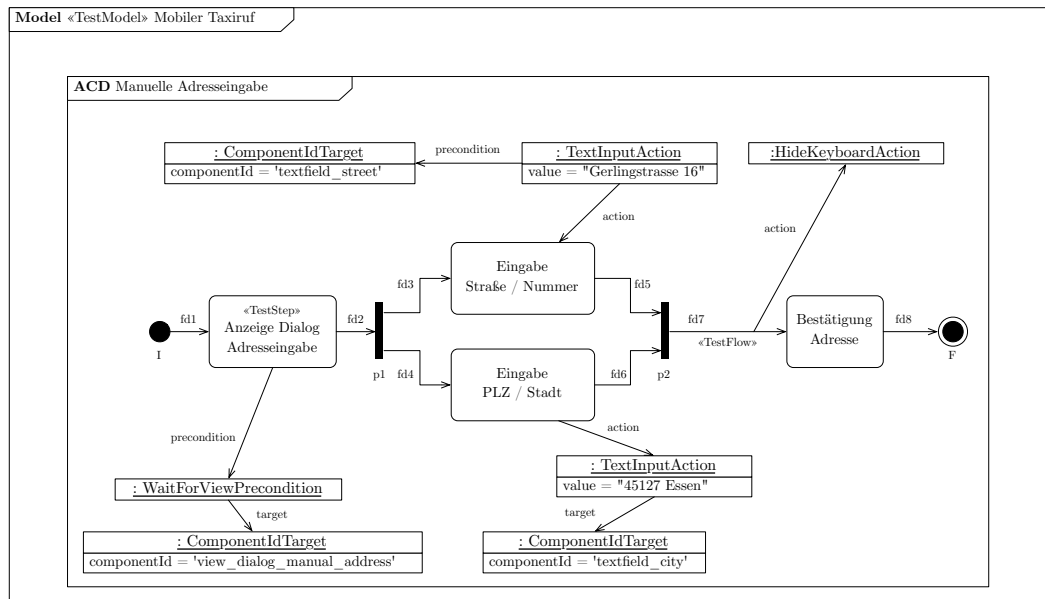 Model «TestModel» Mobiler Taxiruf
ACD Manuelle Adresseingabe
: ComponentIdTarget
componentId = 'textfield_street'
precondition
: TextInputAction
value = "Gerlingstrasse 16"
:HideKeyboardAction
action
action
Eingabe
Straße / Nummer
fd3
fd5
fd1
I
«TestStep»
Anzeige Dialog
Adresseingabe
fd2
p1
fd4
Eingabe
PLZ / Stadt
fd6
p2
fd7
«TestFlow»
Bestätigung
Adresse
fd8
F
precondition
action
: WaitForViewPrecondition
target
: ComponentIdTarget
componentId = 'view_dialog_manual_address'
: TextInputAction
value = "45127 Essen"
target
: ComponentIdTarget
componentId = 'textfield_city'